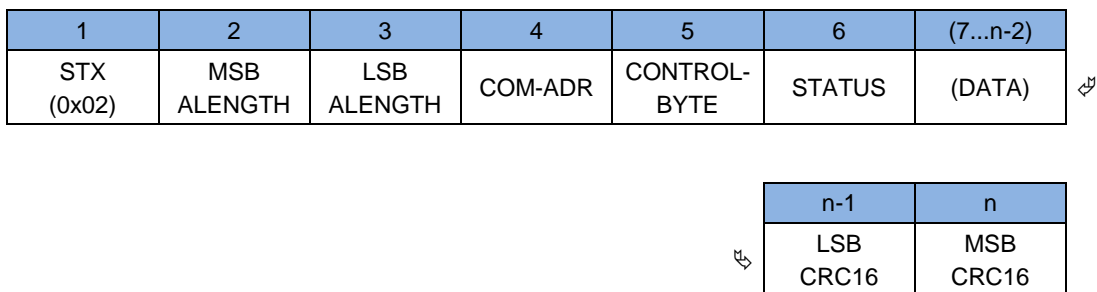 1 2 3 4 5 6 (7...n-2)
STX (0x02) MSB ALENGTH LSB ALENGTH COM-ADR CONTROL-BYTE STATUS (DATA)
n-1 n
LSB CRC16 MSB CRC16